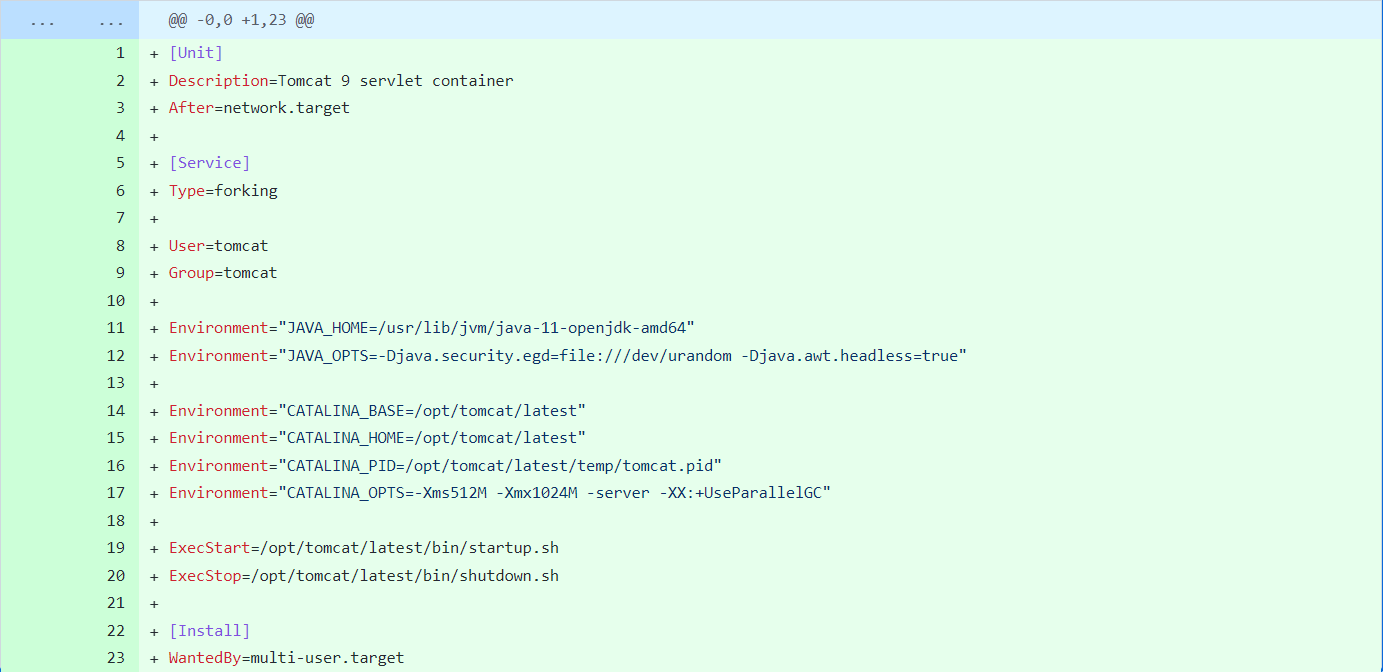 ... ... @@ -0,0 +1,23 @@
1 + [Unit]
2 + Description=Tomcat 9 servlet container
3 + After=network.target
4 +
5 + [Service]
6 + Type=forking
7 +
8 + User=tomcat
9 + Group=tomcat
10 +
11 + Environment="JAVA_HOME=/usr/lib/jvm/java-11-openjdk-amd64"
12 + Environment="JAVA_OPTS=-Djava.security.egd=file:///dev/urandom -Djava.awt.headless=true"
13 +
14 + Environment="CATALINA_BASE=/opt/tomcat/latest"
15 + Environment="CATALINA_HOME=/opt/tomcat/latest"
16 + Environment="CATALINA_PID=/opt/tomcat/latest/temp/tomcat.pid"
17 + Environment="CATALINA_OPTS=-Xms512M -Xmx1024M -server -XX:+UseParallelGC"
18 +
19 + ExecStart=/opt/tomcat/latest/bin/startup.sh
20 + ExecStop=/opt/tomcat/latest/bin/shutdown.sh
21 +
22 + [Install]
23 + WantedBy=multi-user.target